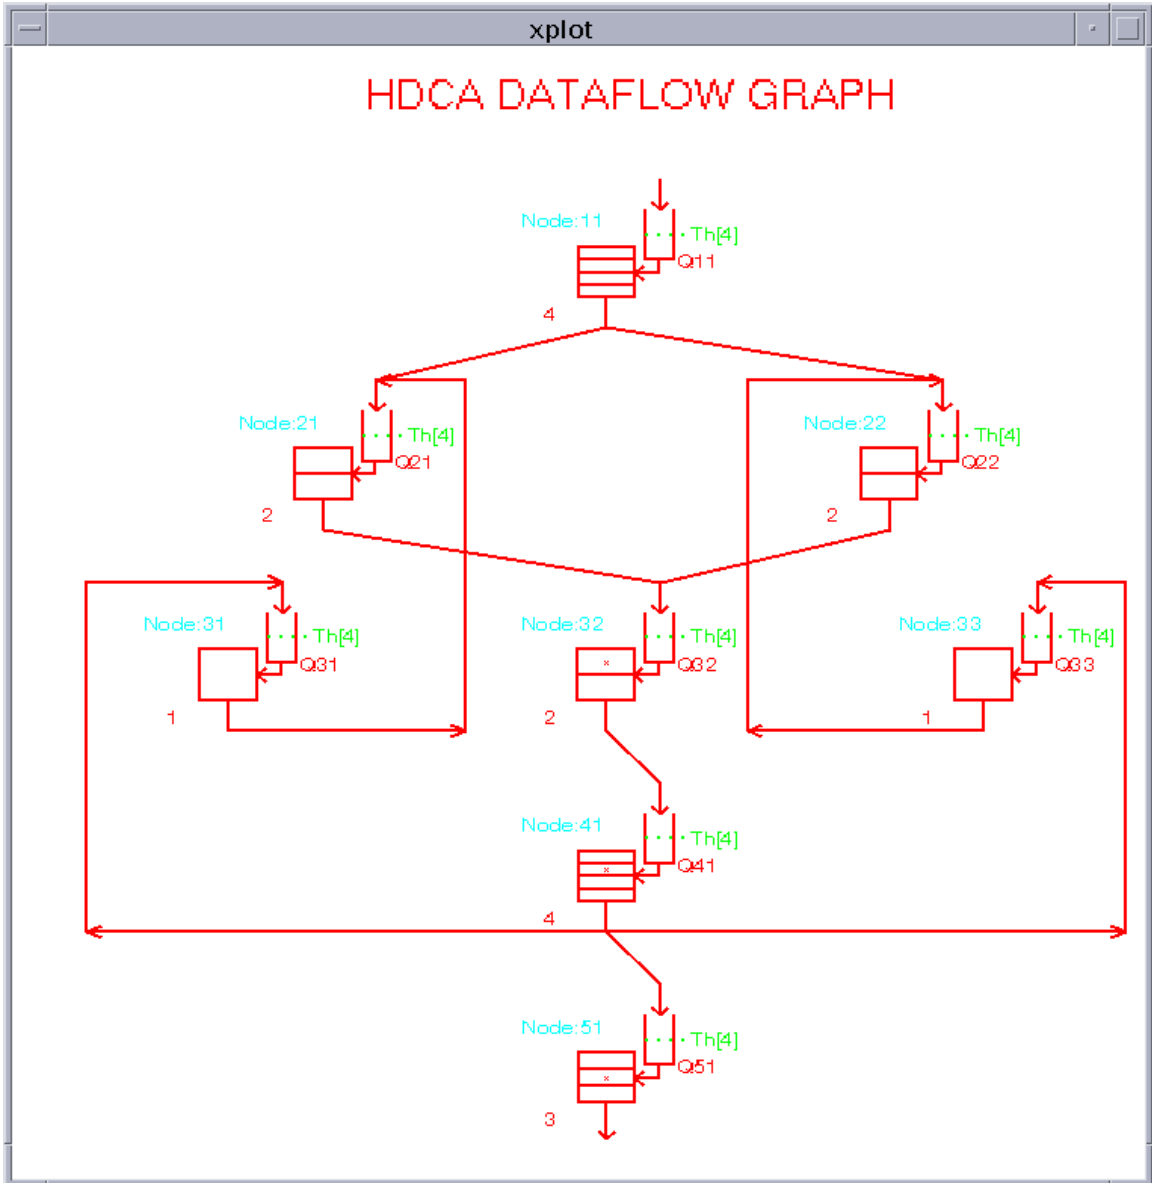 xplot
HDCA DATAFLOW GRAPH
Node:11
Th[4]
Q11
4
Node:21
Th[4]
Q21
2
Node:22
Th[4]
Q22
2
Node:31
Th[4]
Q31
1
Node:32
Th[4]
Q32
2
Node:33
Th[4]
Q33
1
Node:41
Th[4]
Q41
4
Node:51
Th[4]
Q51
3